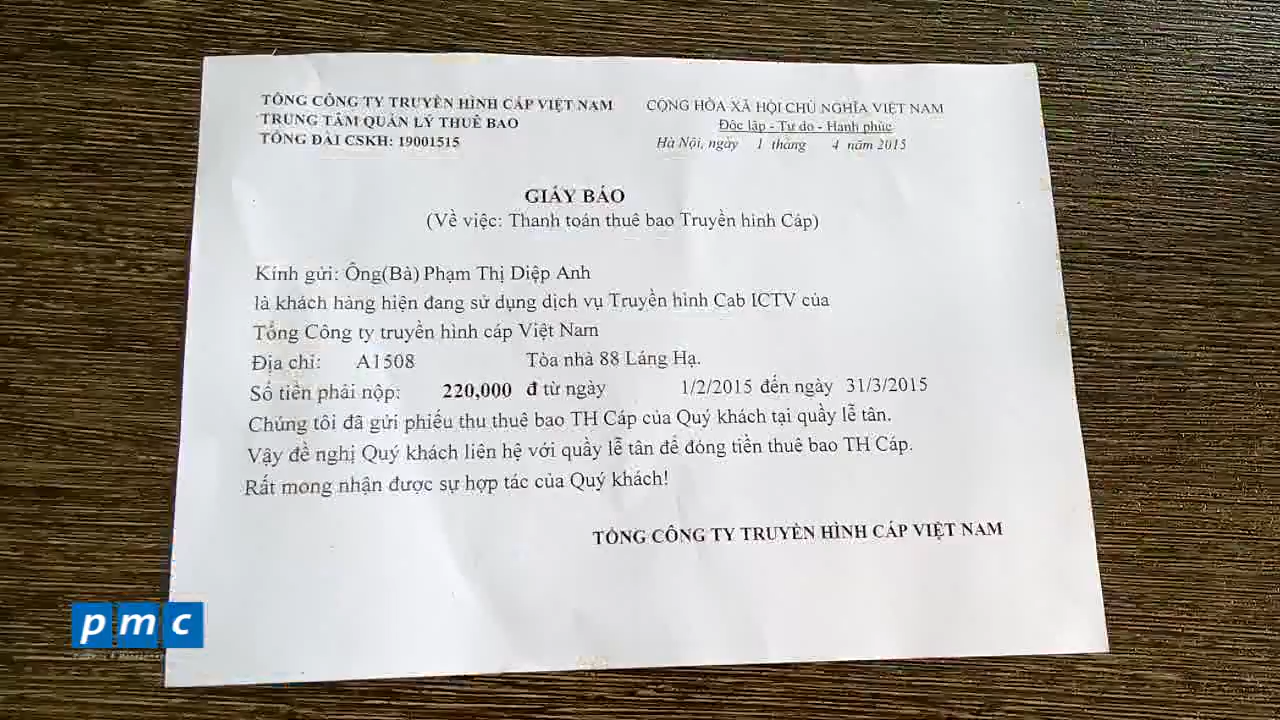 TỔNG CÔNG TY TRUYỀN HÌNH CÁP VIỆT NAM
TRUNG TÂM QUẢN LÝ THUÊ BAO
TỔNG ĐÀI CSKH: 19001515
CỘNG HÒA XÃ HỘI CHỦ NGHĨA VIỆT NAM
Độc lập - Tự do - Hạnh phúc
Hà Nội, ngày 1 tháng 4 năm 2015
GIẤY BÁO
(Về việc: Thanh toán thuê bao Truyền hình Cáp)
Kính gửi: Ông(Bà) Phạm Thị Diệp Anh
là khách hàng hiện đang sử dụng dịch vụ Truyền hình Cab ICTV của
Tổng Công ty truyền hình cáp Việt Nam
Địa chỉ: A1508 Tòa nhà 88 Láng Hạ.
Số tiền phải nộp: 220,000 đ từ ngày 1/2/2015 đến ngày 31/3/2015
Chúng tôi đã gửi phiếu thu thuê bao TH Cáp của Quý khách tại quầy lễ tân.
Vậy đề nghị Quý khách liên hệ với quầy lễ tân để đóng tiền thuê bao TH Cáp.
Rất mong nhận được sự hợp tác của Quý khách!
TỔNG CÔNG TY TRUYỀN HÌNH CÁP VIỆT NAM
pmc